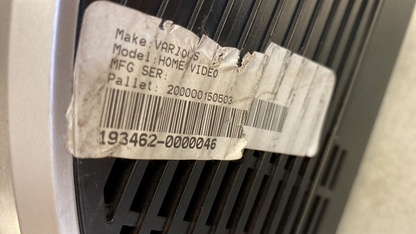 Make: VARIOUS
Model: HOME VIDEO
MFG SER:
Pallet: 200000150503
193462-0000046